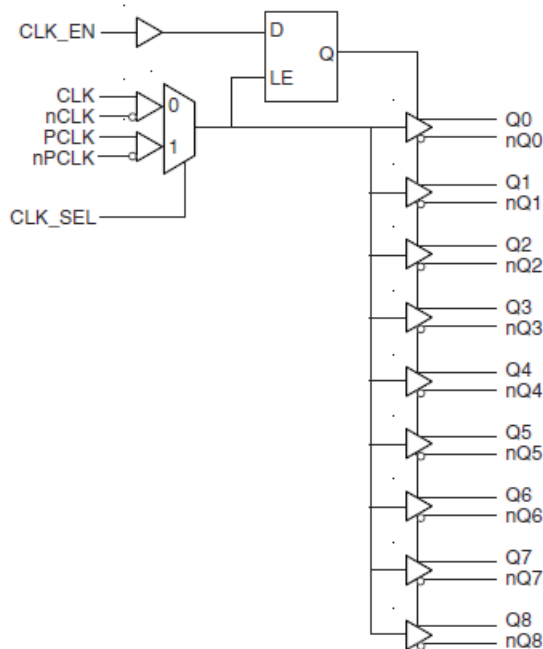 CLK_EN
D
Q
LE
CLK
nCLK
PCLK
nPCLK
0
1
CLK_SEL
Q0
nQ0
Q1
nQ1
Q2
nQ2
Q3
nQ3
Q4
nQ4
Q5
nQ5
Q6
nQ6
Q7
nQ7
Q8
nQ8